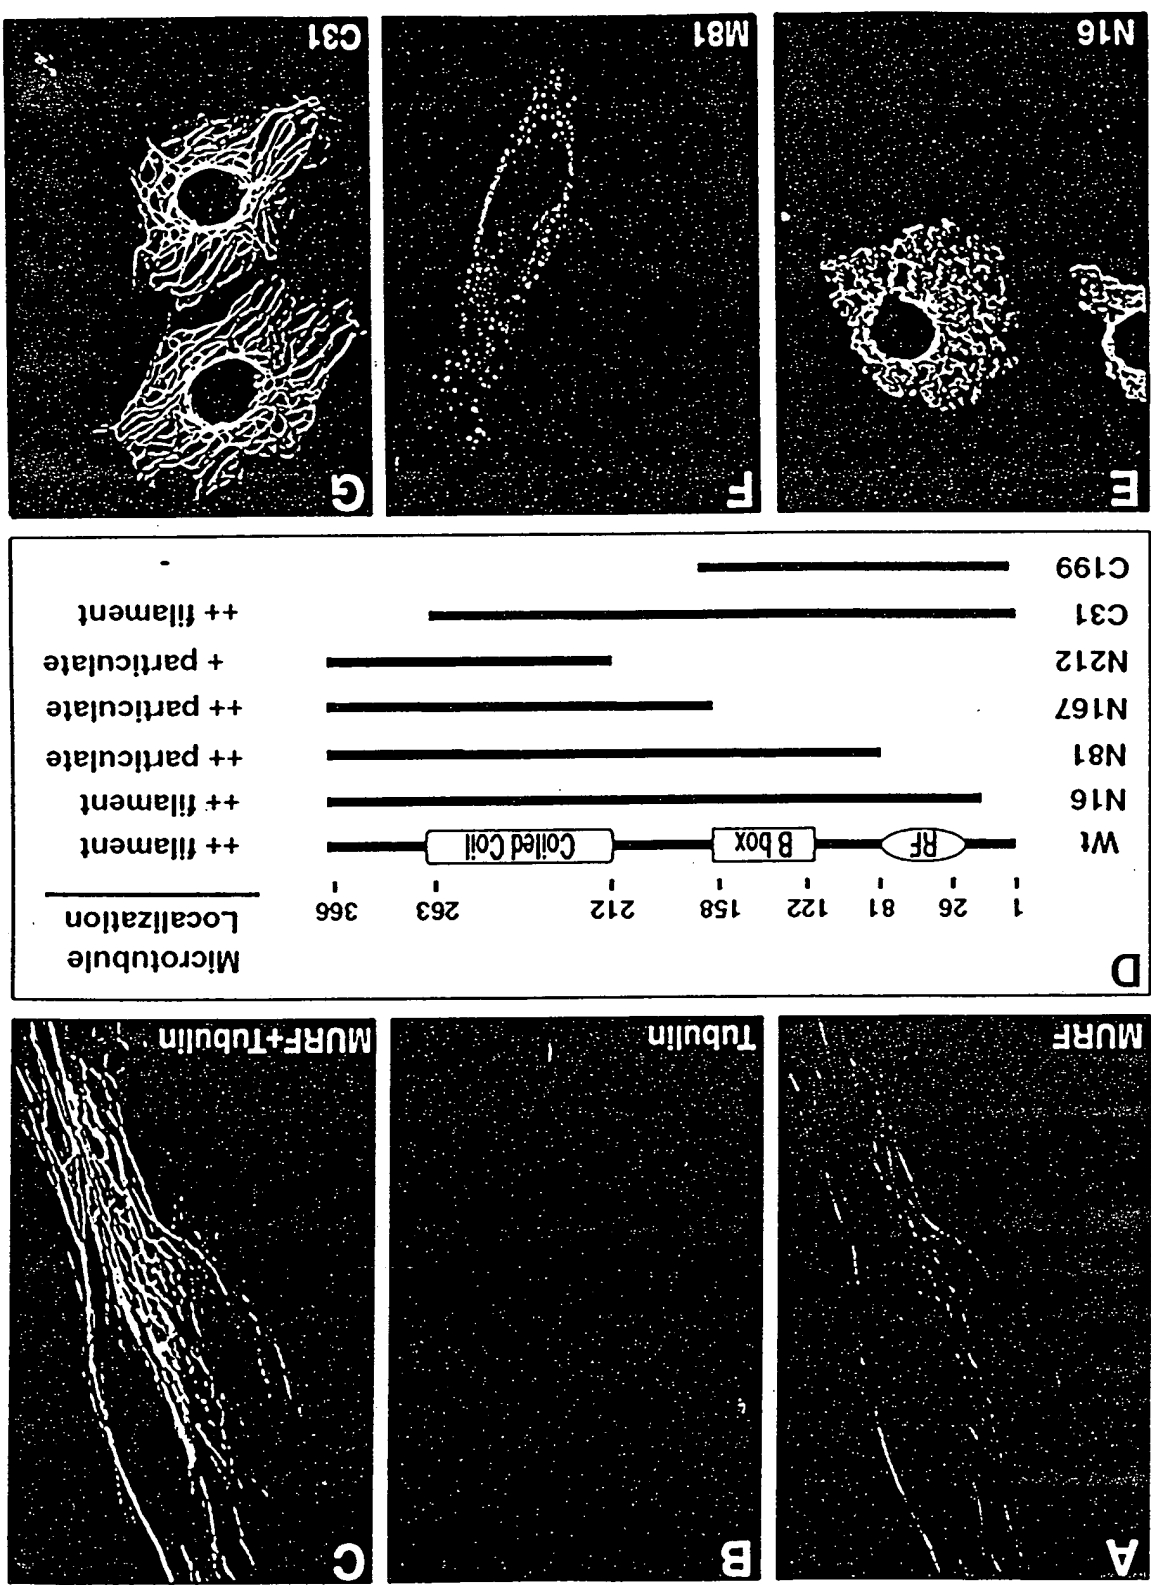 A
MURF
B
Tubulin
C
MURF+Tubulin
D
Microtubule
Localization
1 26 81 122 158 212 263 366
Wt RF B box Coiled Coil ++ filament
N16 ++ filament
N81 ++ particulate
N167 ++ particulate
N212 + particulate
C31 ++ filament
C199 -
E
N16
F
M81
G
C31